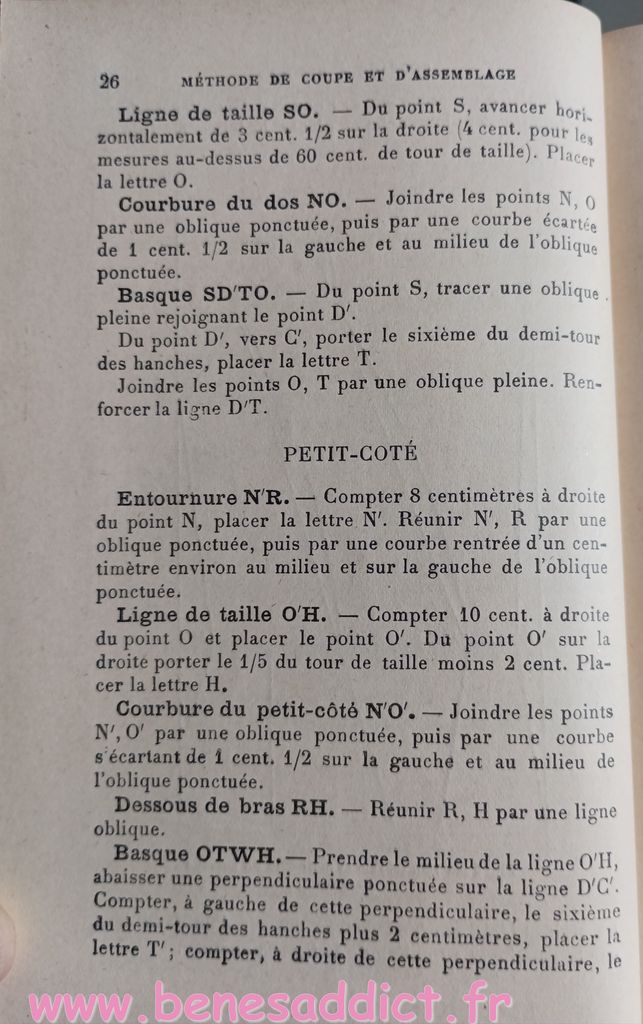 26 MÉTHODE DE COUPE ET D'ASSEMBLAGE
Ligne de taille SO. — Du point S, avancer hori-
zontalement de 3 cent. 1/2 sur la droite (4 cent. pour les
mesures au-dessus de 60 cent. de tour de taille). Placer
la lettre O.
Courbure du dos NO. — Joindre les points N, O
par une oblique ponctuée, puis par une courbe écartée
de 1 cent. 1/2 sur la gauche et au milieu de l'oblique
ponctuée.
Basque SD'TO. — Du point S, tracer une oblique
pleine rejoignant le point D'.
Du point D', vers C', porter le sixième du demi-tour
des hanches, placer la lettre T.
Joindre les points O, T par une oblique pleine. Ren-
forcer la ligne D'T.
PETIT-COTÉ
Entournure N'R. — Compter 8 centimètres à droite
du point N, placer la lettre N'. Réunir N', R par une
oblique ponctuée, puis par une courbe rentrée d'un cen-
timètre environ au milieu et sur la gauche de l'oblique
ponctuée.
Ligne de taille O'H. — Compter 10 cent. à droite
du point O et placer le point O'. Du point O' sur la
droite porter le 1/5 du tour de taille moins 2 cent. Pla-
cer la lettre H.
Courbure du petit-côté N'O'. — Joindre les points
N', O' par une oblique ponctuée, puis par une courbe
s'écartant de 1 cent. 1/2 sur la gauche et au milieu de
l'oblique ponctuée.
Dessous de bras RH. — Réunir R, H par une ligne
oblique.
Basque OTWH. — Prendre le milieu de la ligne O'H,
abaisser une perpendiculaire ponctuée sur la ligne D'C'.
Compter, à gauche de cette perpendiculaire, le sixième
du demi-tour des hanches plus 2 centimètres, placer la
lettre T' ; compter, à droite de cette perpendiculaire, le
www.benesaddict.fr